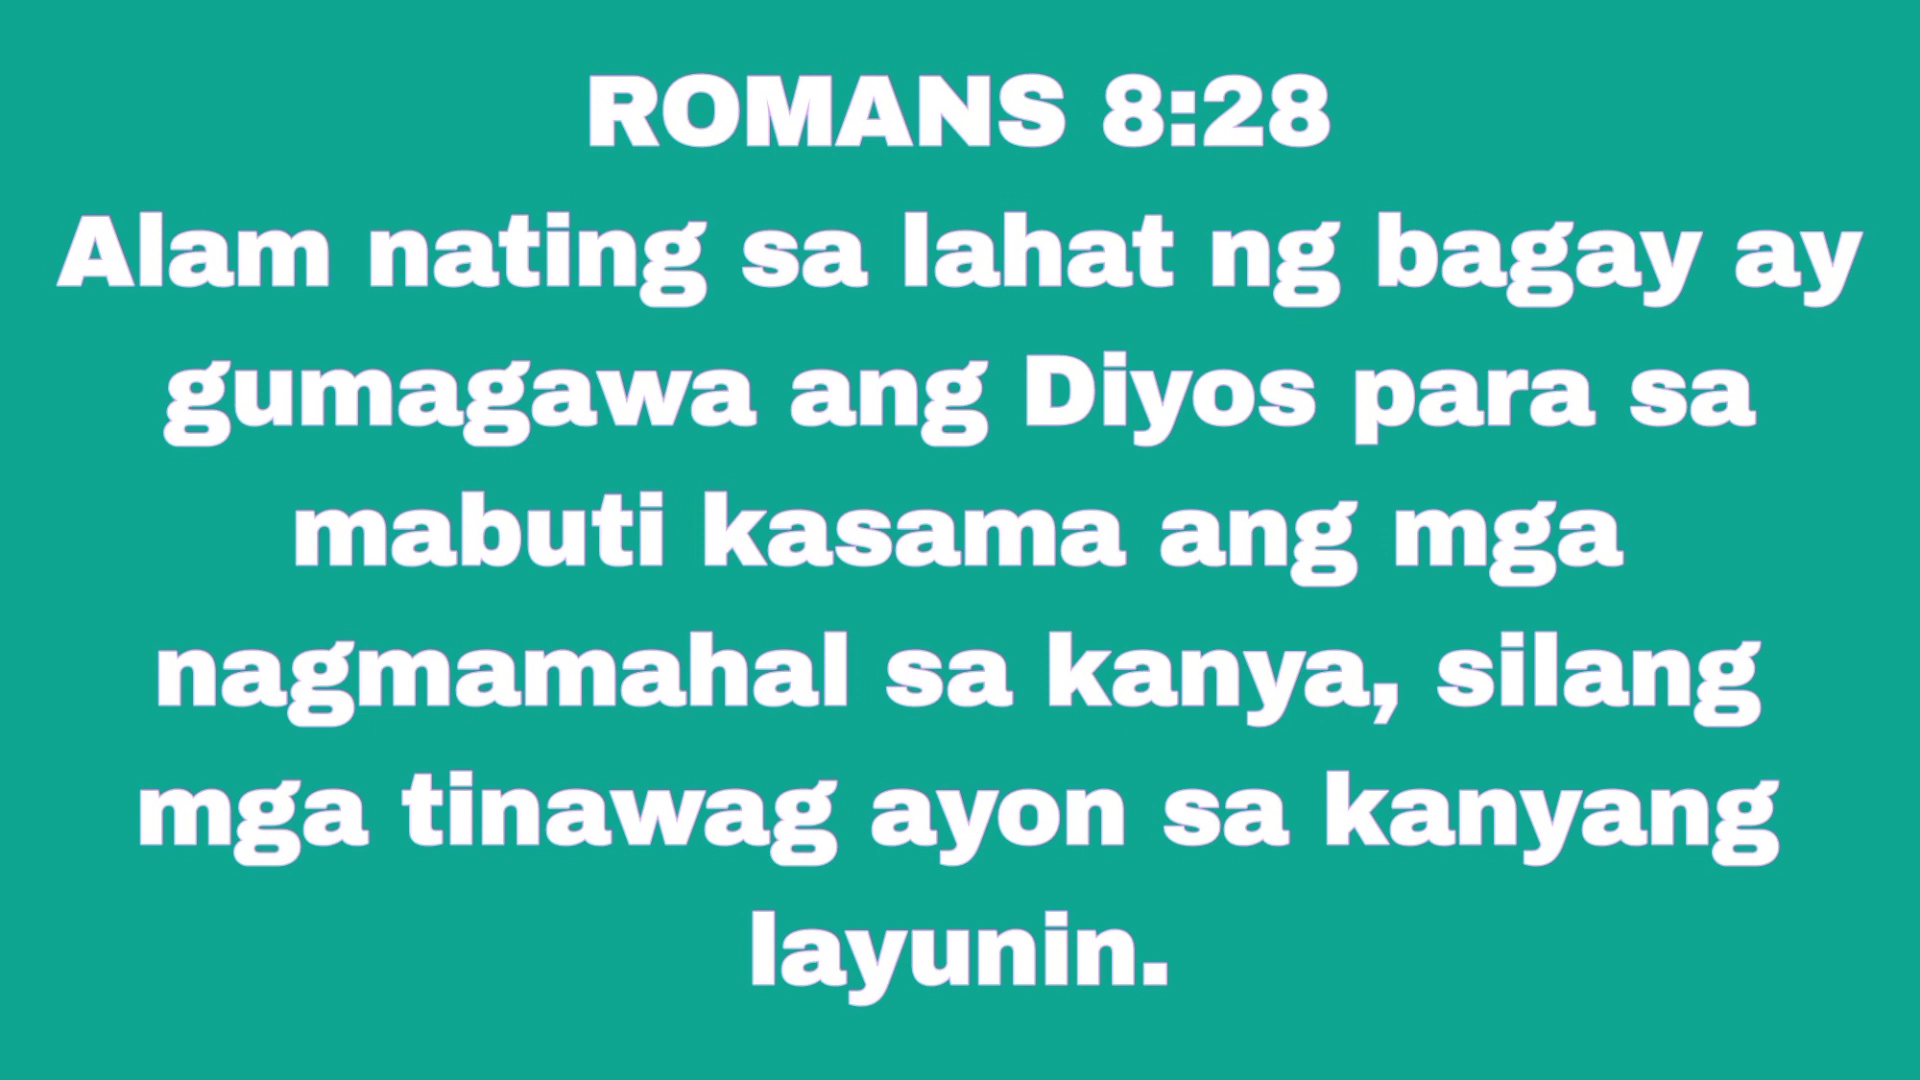 ROMANS 8:28
Alam nating sa lahat ng bagay ay
gumagawa ang Diyos para sa
mabuti kasama ang mga
nagmamahal sa kanya, silang
mga tinawag ayon sa kanyang
layunin.